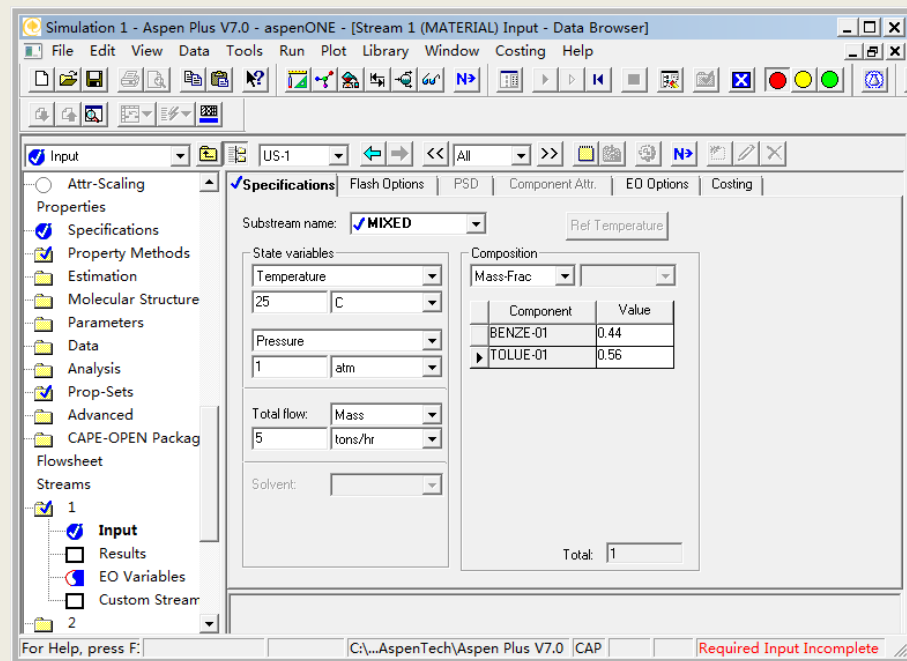 Simulation 1 - Aspen Plus V7.0 - aspenONE - [Stream 1 (MATERIAL) Input - Data Browser]
File Edit View Data Tools Run Plot Library Window Costing Help
N
Input US-1 << All >> N
Attr-Scaling
Properties
Specifications
Property Methods
Estimation
Molecular Structure
Parameters
Data
Analysis
Prop-Sets
Advanced
CAPE-OPEN Packag
Flowsheet
Streams
1
Input
Results
EO Variables
Custom Stream
2
Specifications Flash Options PSD Component Attr. EO Options Costing
Substream name: MIXED Ref Temperature
State variables
Temperature
25 C
Pressure
1 atm
Total flow: Mass
5 tons/hr
Solvent:
Composition
Mass-Frac
Component Value
BENZE-01 0.44
TOLUE-01 0.56
Total: 1
For Help, press F: C:\...AspenTech\Aspen Plus V7.0 CAP Required Input Incomplete